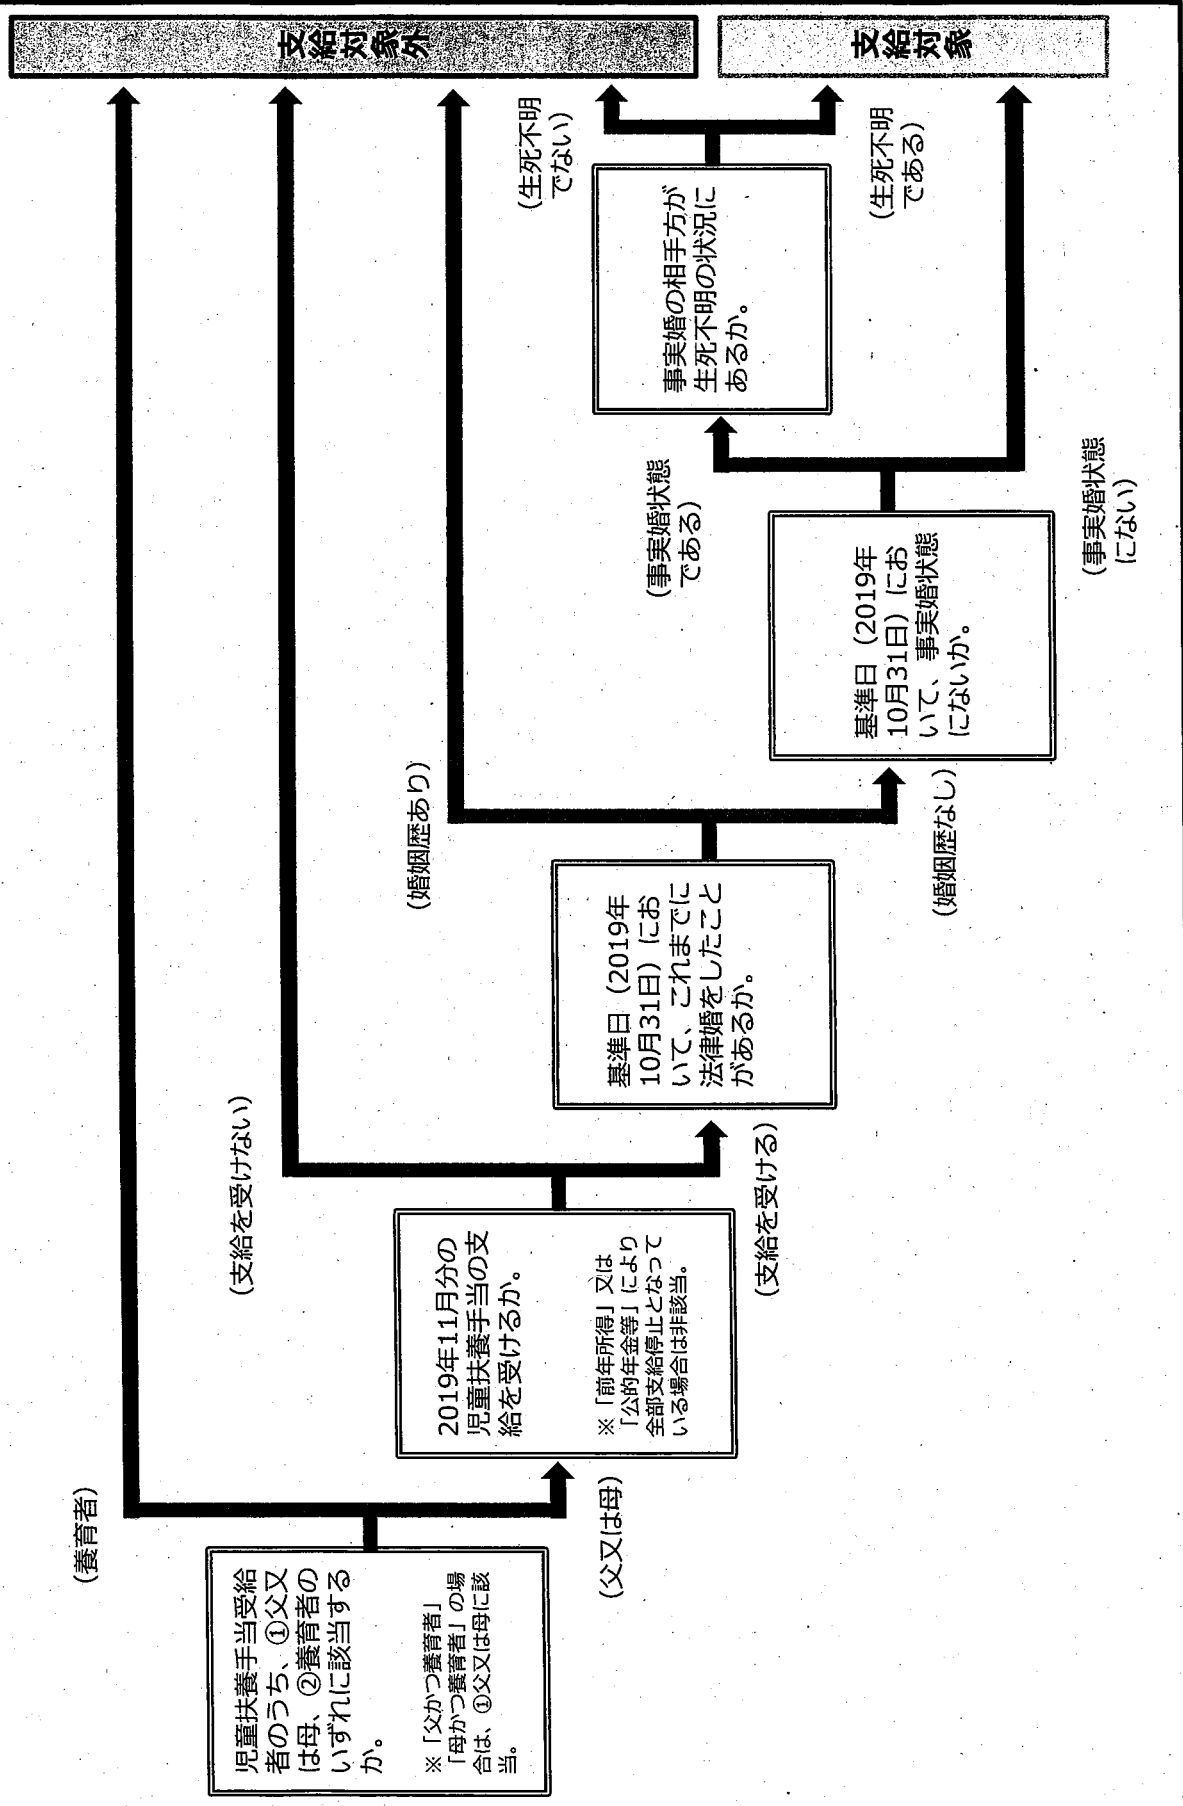 児童扶養手当受給
者のうち、①父又
は母、②養育者の
いずれに該当する
か。
※「父かつ養育者」
「母かつ養育者」の場
合は、①父又は母に該
当。
(養育者)
(父又は母)
2019年11月分の
児童扶養手当の支
給を受けるか。
※「前年所得」又は
「公的年金等」により
全部支給停止となって
いる場合は非該当。
(支給を受けない)
(支給を受ける)
基準日（2019年
10月31日）にお
いて、これまでに
法律婚をしたこと
があるか。
(婚姻歴あり)
(婚姻歴なし)
基準日（2019年
10月31日）にお
いて、事実婚状態
にないか。
(事実婚状態
である)
(事実婚状態
にない)
事実婚の相手方が
生死不明の状況に
あるか。
(生死不明
でない)
(生死不明
である)
支給対象外
支給対象